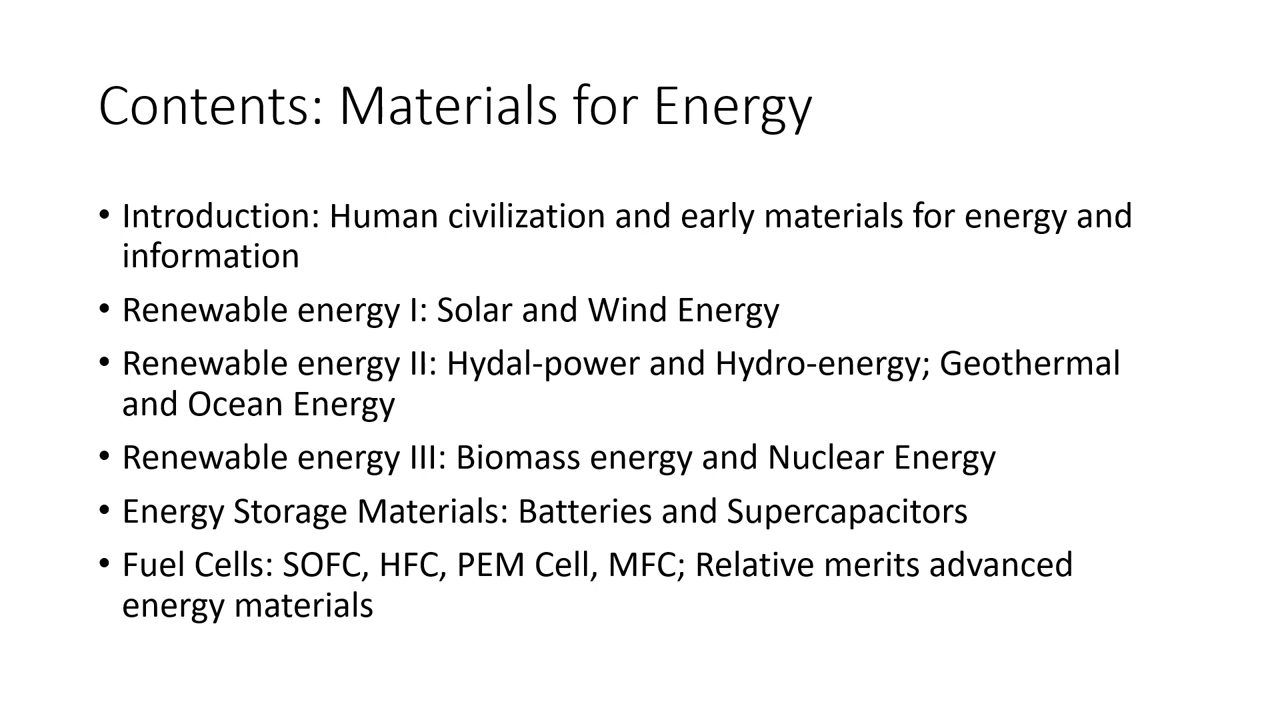 Contents: Materials for Energy
• Introduction: Human civilization and early materials for energy and
information
• Renewable energy I: Solar and Wind Energy
• Renewable energy II: Hydal-power and Hydro-energy; Geothermal
and Ocean Energy
• Renewable energy III: Biomass energy and Nuclear Energy
• Energy Storage Materials: Batteries and Supercapacitors
• Fuel Cells: SOFC, HFC, PEM Cell, MFC; Relative merits advanced
energy materials